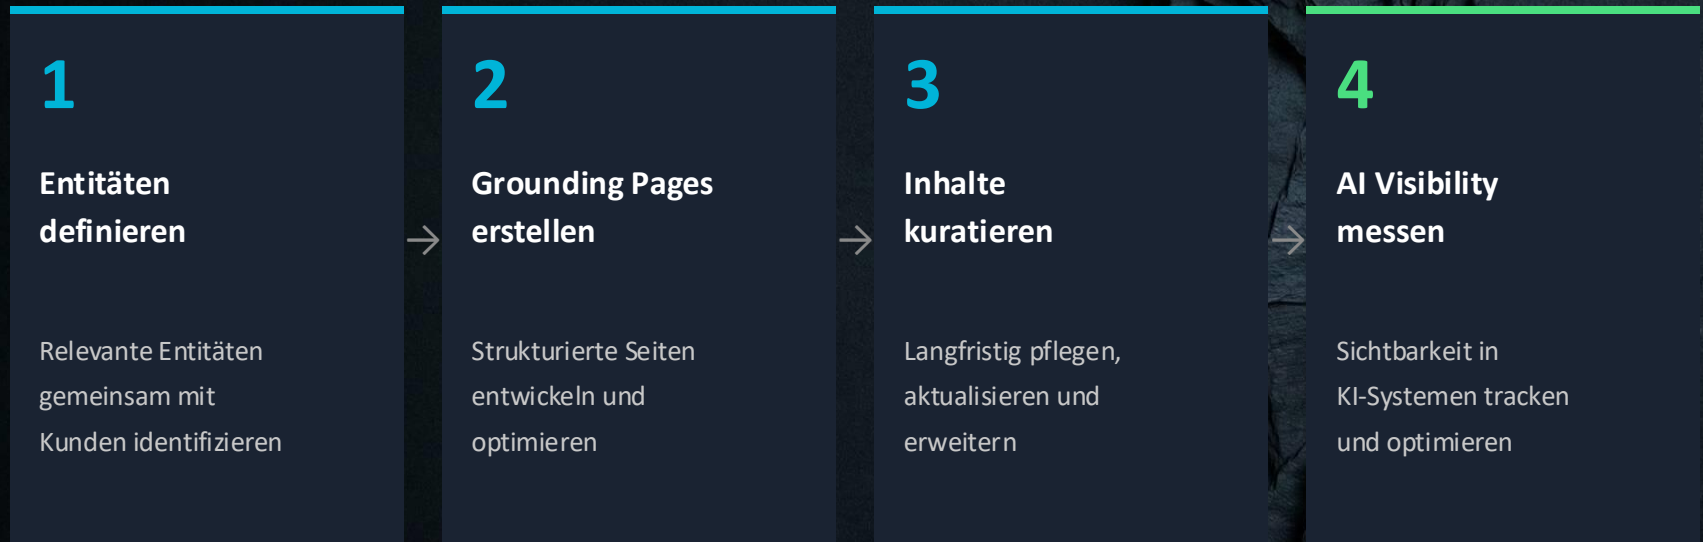 1
Entitäten
definieren
Relevante Entitäten
gemeinsam mit
Kunden identifizieren
→
2
Grounding Pages
erstellen
Strukturierte Seiten
entwickeln und
optimieren
→
3
Inhalte
kuratieren
Langfristig pflegen,
aktualisieren und
erweitern
→
4
AI Visibility
messen
Sichtbarkeit in
KI-Systemen tracken
und optimieren